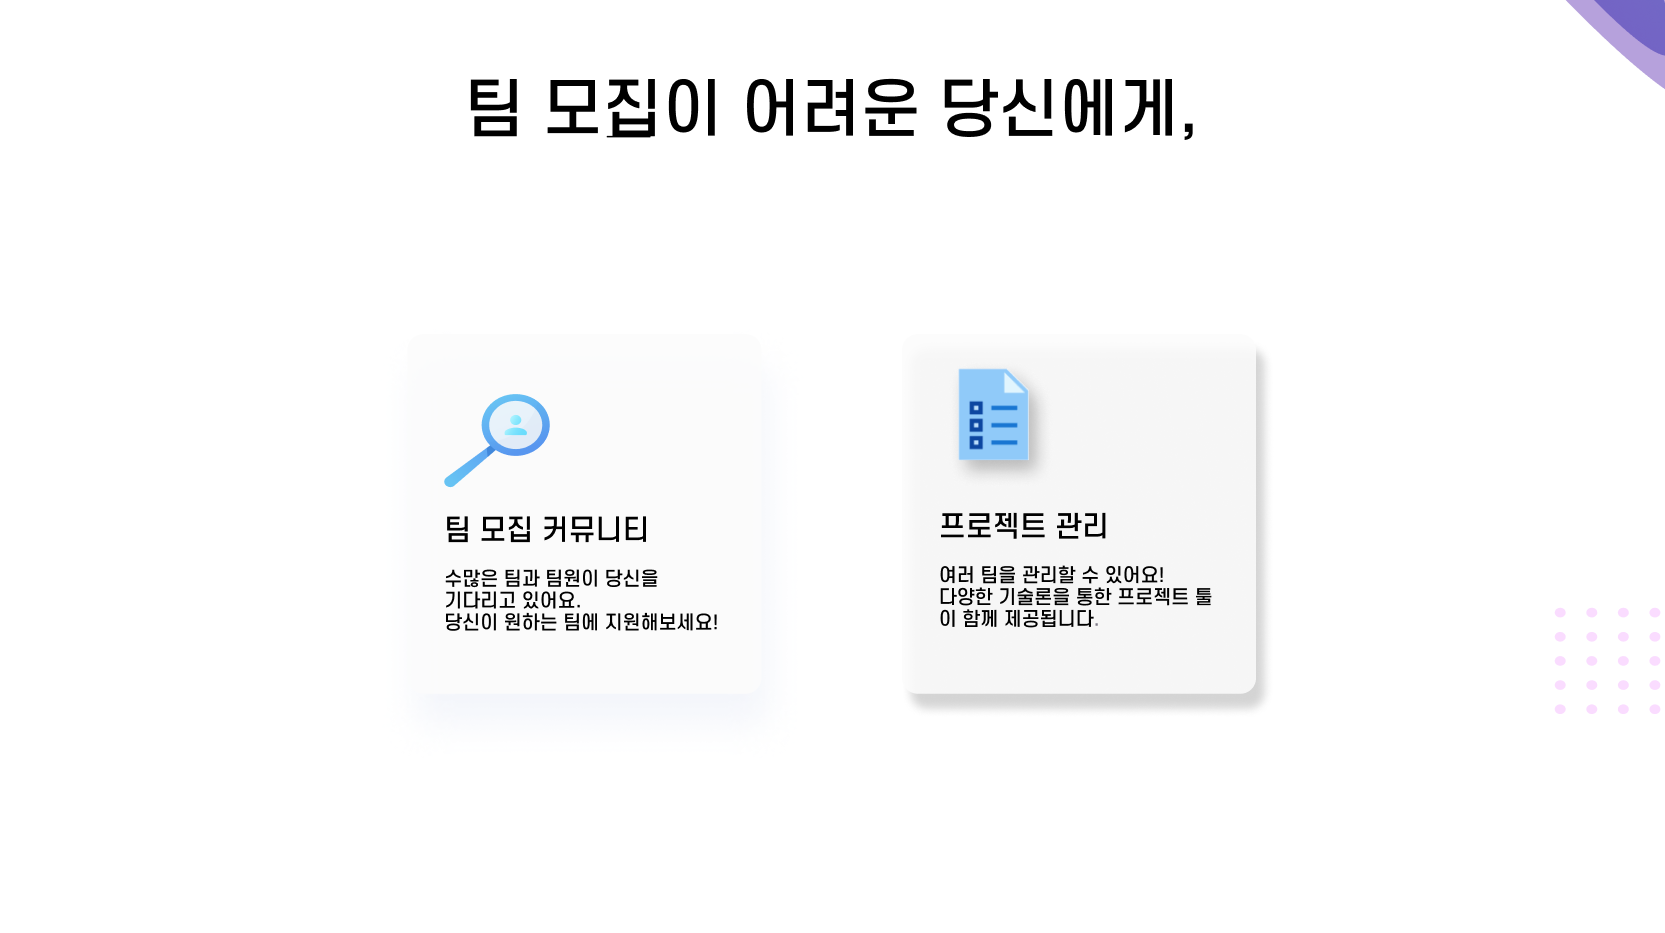 팀 모집이 어려운 당신에게,
팀 모집 커뮤니티
수많은 팀과 팀원이 당신을
기다리고 있어요.
당신이 원하는 팀에 지원해보세요!
프로젝트 관리
여러 팀을 관리할 수 있어요!
다양한 기술론을 통한 프로젝트 툴
이 함께 제공됩니다.